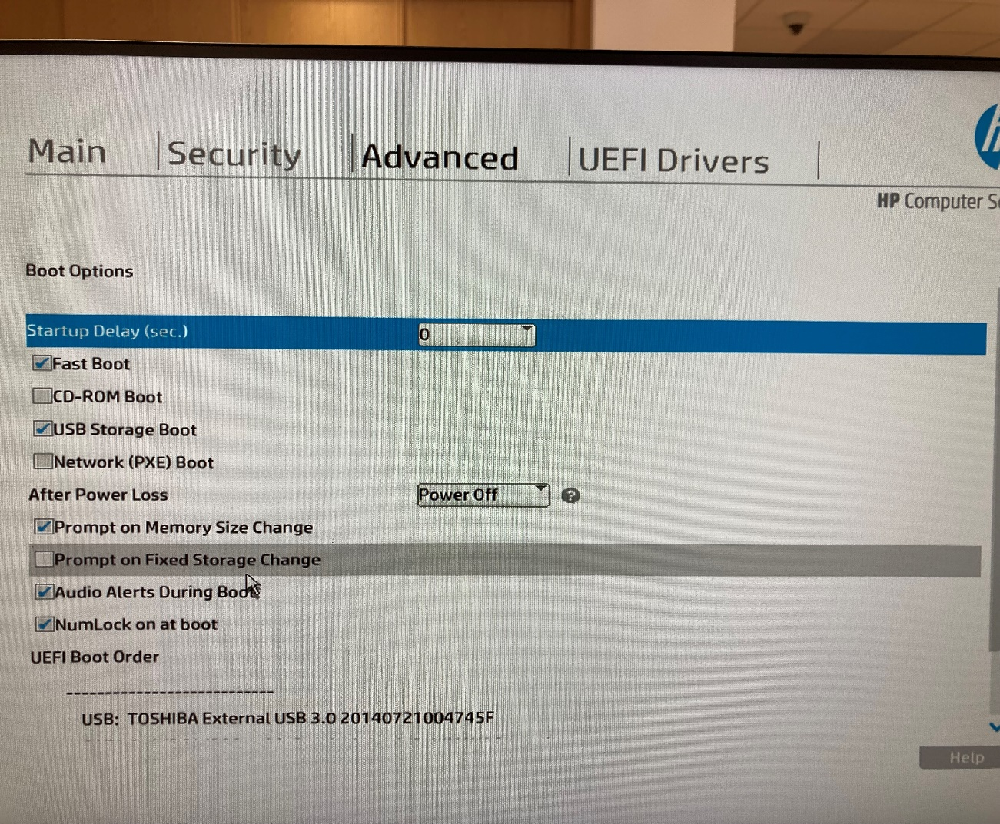 Main
Security
Advanced
UEFI Drivers
HP Computer
Boot Options
Startup Delay (sec.)
0
Fast Boot
CD-ROM Boot
USB Storage Boot
Network (PXE) Boot
After Power Loss
Power Off
?
Prompt on Memory Size Change
Prompt on Fixed Storage Change
Audio Alerts During Boot
NumLock on at boot
UEFI Boot Order
---------------------------
USB: TOSHIBA External USB 3.0 20140721004745F
Help